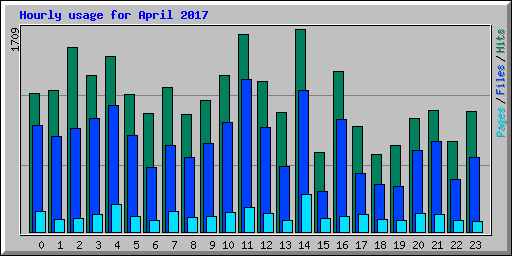 Hourly usage for April 2017
1709
Pages / Files / Hits
0 1 2 3 4 5 6 7 8 9 10 11 12 13 14 15 16 17 18 19 20 21 22 23